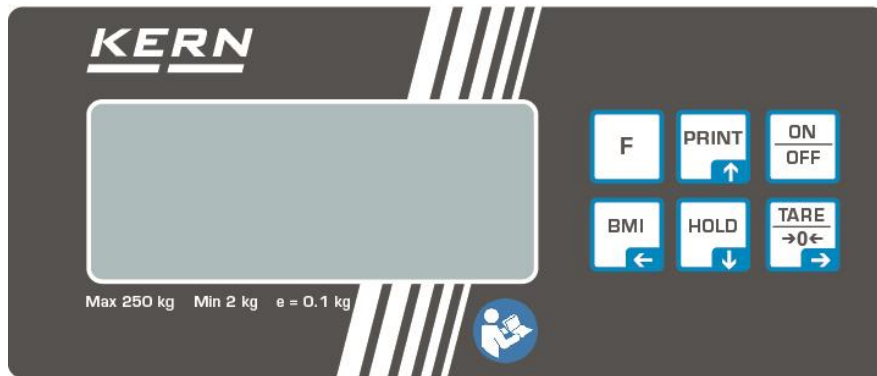 KERN
F
PRINT
ON
OFF
BMI
HOLD
TARE
→0←
Max 250 kg Min 2 kg e = 0.1 kg